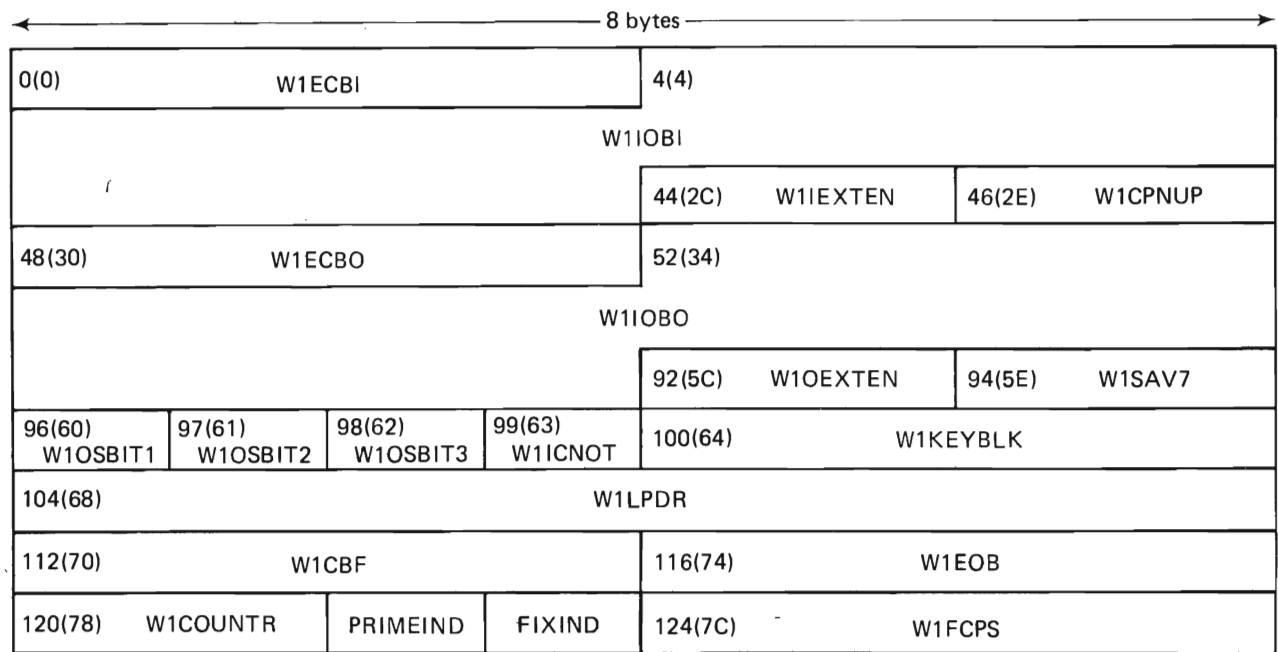 8 bytes
0(0) W1ECBI 4(4)
W1IOBI
44(2C) W1IEXTEN 46(2E) W1CPNUP
48(30) W1ECBO 52(34)
W1IOBO
92(5C) W1OEXTEN 94(5E) W1SAV7
96(60) 97(61) 98(62) 99(63) 100(64) W1KEYBLK
W1OSBIT1 W1OSBIT2 W1OSBIT3 W1ICNOT
104(68) W1LPDR
112(70) W1CBF 116(74) W1EOB
120(78) W1COUNTR PRIMEIND FIXIND 124(7C) W1FCPS